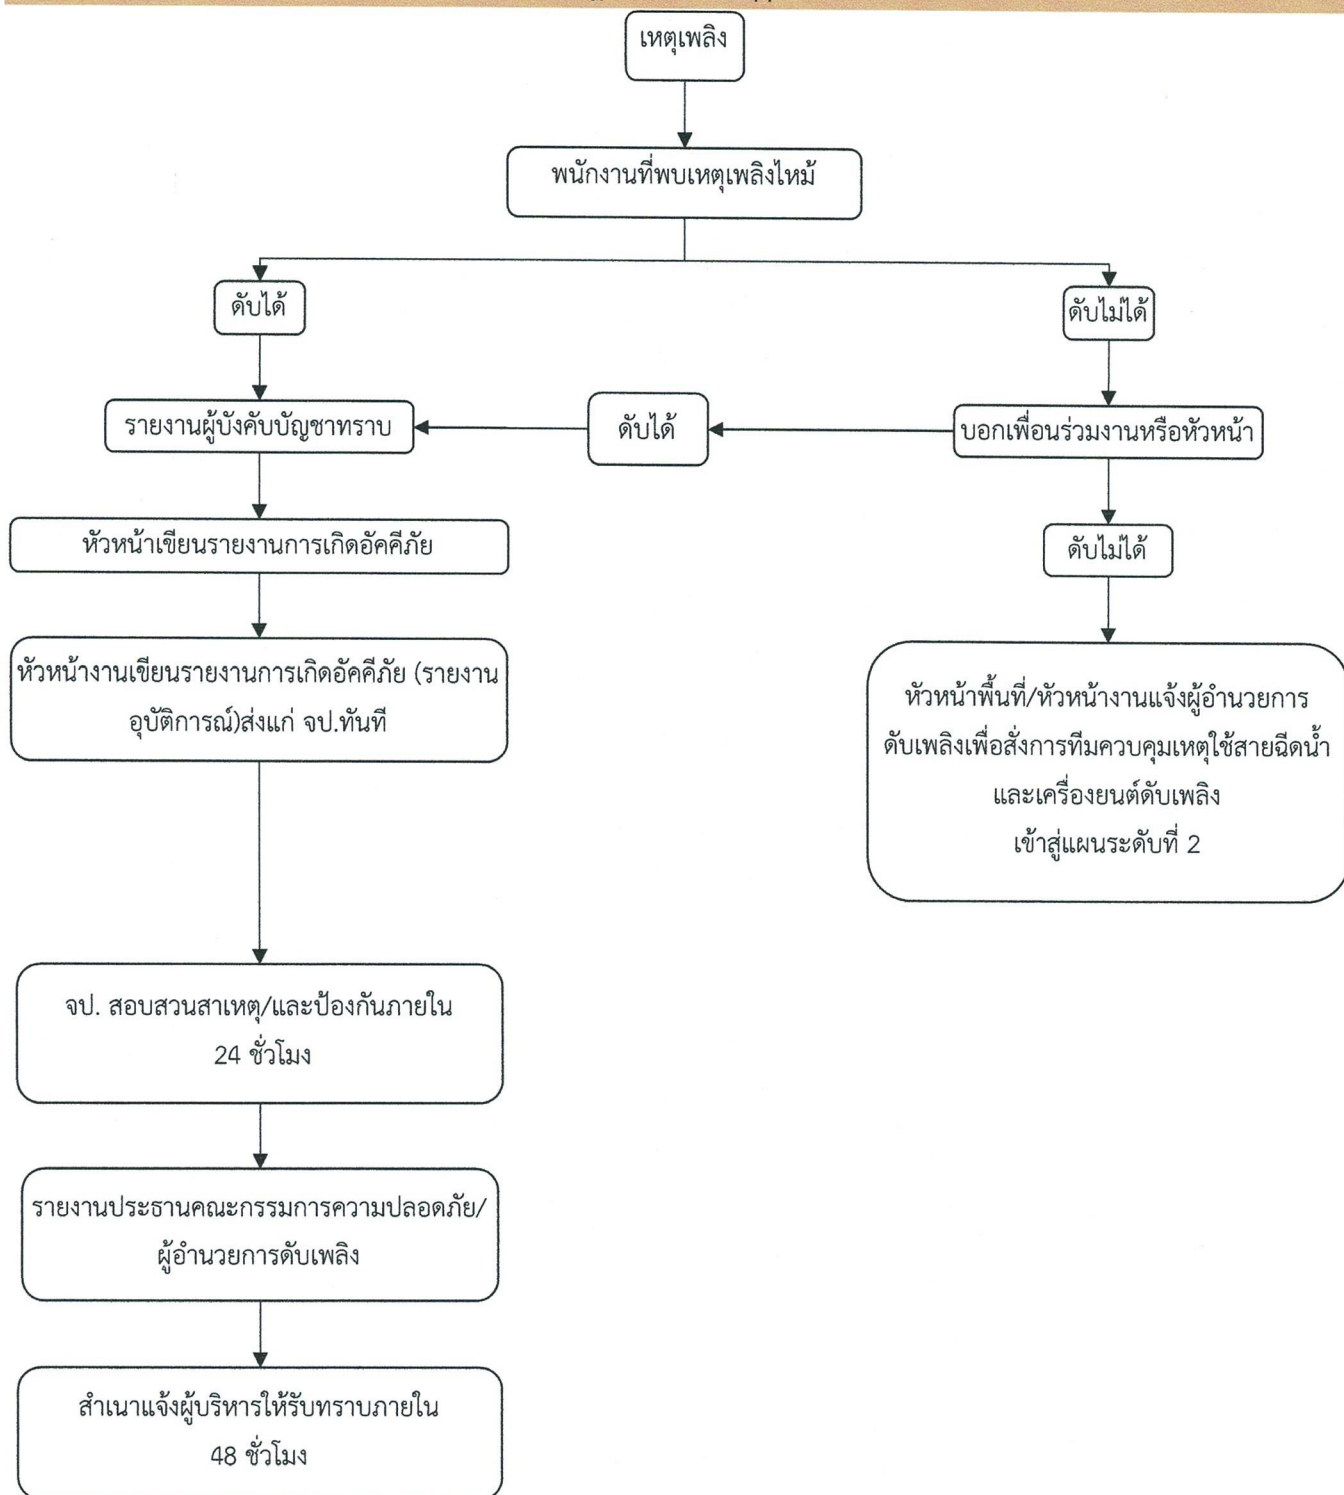 เหตุเพลิง
พนักงานที่พบเหตุเพลิงไหม้
ดับได้
ดับไม่ได้
รายงานผู้บังคับบัญชาทราบ
ดับได้
บอกเพื่อนร่วมงานหรือหัวหน้า
หัวหน้าเขียนรายงานการเกิดอัคคีภัย
ดับไม่ได้
หัวหน้างานเขียนรายงานการเกิดอัคคีภัย (รายงาน
อุบัติการณ์)ส่งแก่ จป.ทันที
หัวหน้าพื้นที่/หัวหน้างานแจ้งผู้อำนวยการ
ดับเพลิงเพื่อสั่งการทีมควบคุมเหตุใช้สายฉีดน้ำ
และเครื่องยนต์ดับเพลิง
เข้าสู่แผนระดับที่ 2
จป. สอบสวนสาเหตุ/และป้องกันภายใน
24 ชั่วโมง
รายงานประธานคณะกรรมการความปลอดภัย/
ผู้อำนวยการดับเพลิง
สำเนาแจ้งผู้บริหารให้รับทราบภายใน
48 ชั่วโมง